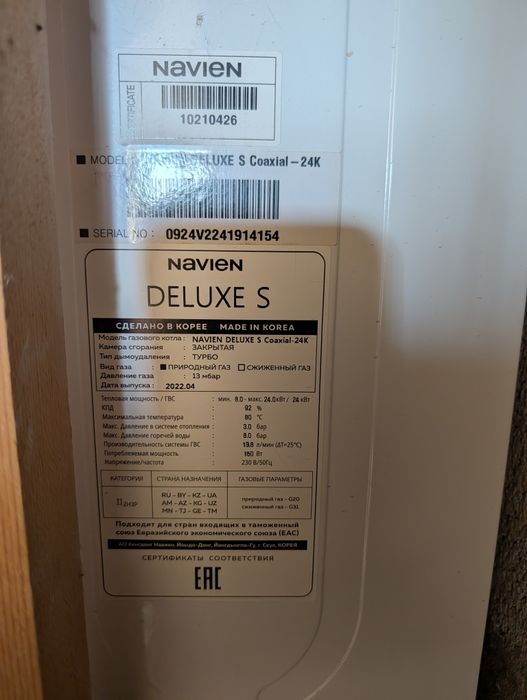 NAVIEN
CERTIFICATE
10210426
■ MODEL DELUXE S Coaxial-24K
■ SERIAL NO : 0924V2241914154
NAVIEN
DELUXE S
СДЕЛАНО В КОРЕЕ MADE IN KOREA
Модель газового котла : NAVIEN DELUXE S Coaxial-24K
Камера сгорания : ЗАКРЫТАЯ
Тип дымоудаления : ТУРБО
Вид газа : ■ ПРИРОДНЫЙ ГАЗ □ СЖИЖЕННЫЙ ГАЗ
Давление газа : 13 мбар
Дата выпуска : 2022.04
Тепловая мощность / ГВС : мин. 9.0 - макс. 24.0кВт/ 24 кВт
КПД : 92 %
Максимальная температура : 80 °C
Макс. Давление в системе отопления : 3.0 бар
Макс. Давление горячей воды : 8.0 бар
Производительность системы ГВС : 13.8 л/мин (ΔT=25°C)
Потребляемая мощность : 150 Вт
Напряжение/частота : 230 В/50Гц
КАТЕГОРИЯ СТРАНА НАЗНАЧЕНИЯ ГАЗОВЫЕ ПАРАМЕТРЫ
II2H3P
RU - BY - KZ - UA
AM - AZ - KG - UZ
MN - TJ - GE - TM
природный газ - G20
сжиженный газ - G31
Подходит для стран входящих в таможенный
союз Евразийского экономического союза (EAC)
СЕРТИФИКАТЫ СООТВЕТСТВИЯ
EAC